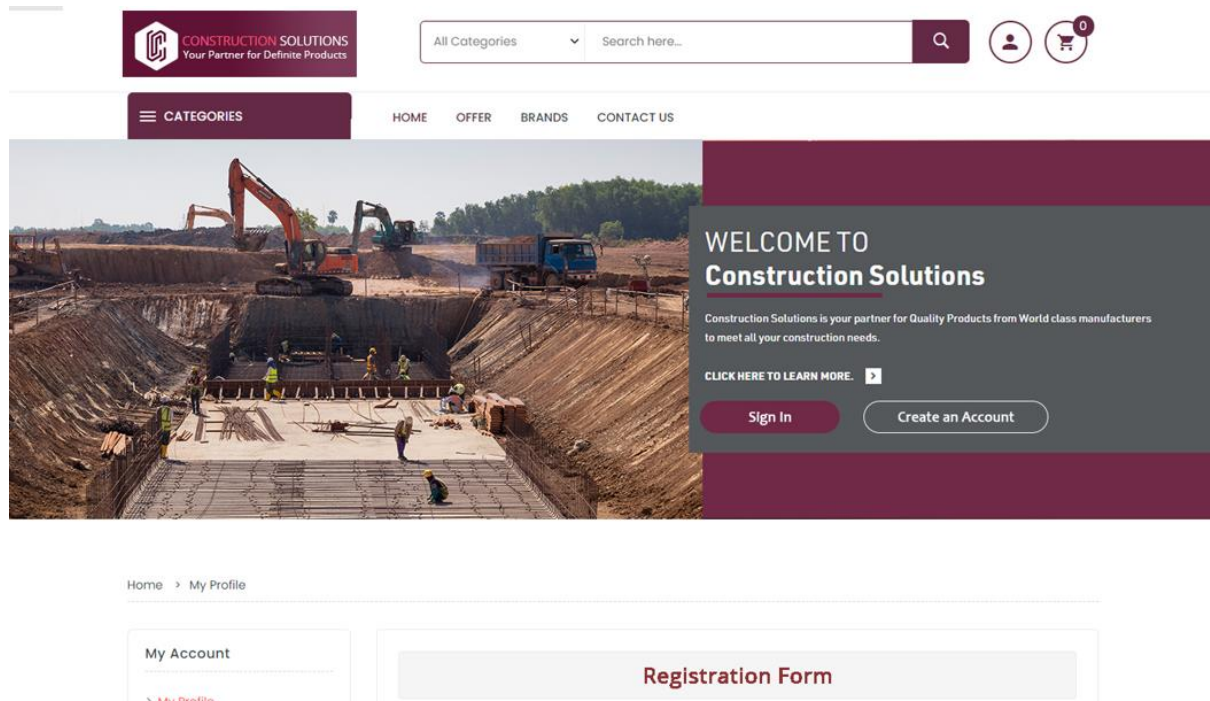 CONSTRUCTION SOLUTIONS
Your Partner for Definite Products
All Categories
Search here...
0
CATEGORIES
HOME
OFFER
BRANDS
CONTACT US
WELCOME TO
Construction Solutions
Construction Solutions is your partner for Quality Products from World class manufacturers
to meet all your construction needs.
CLICK HERE TO LEARN MORE. >
Sign In
Create an Account
Home > My Profile
My Account
> My Profile
Registration Form